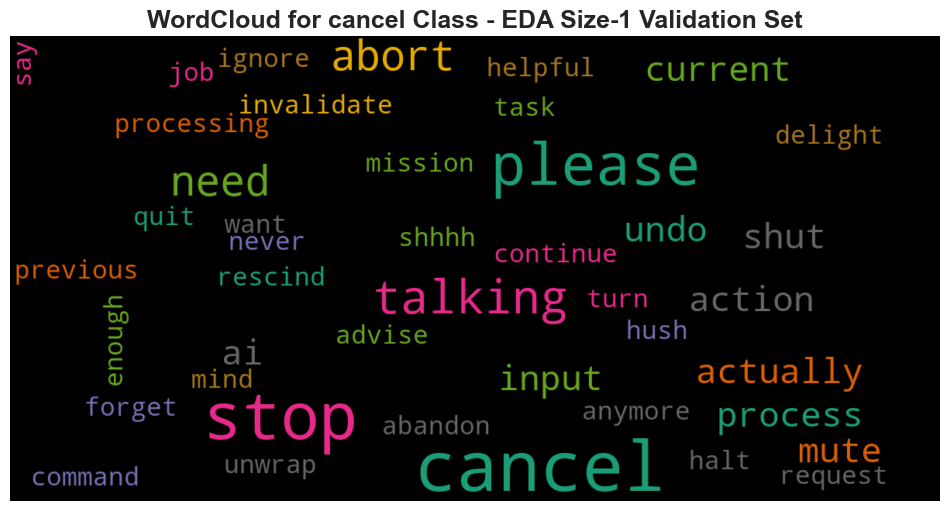 WordCloud for cancel Class - EDA Size-1 Validation Set
say
job
ignore
abort
helpful
current
invalidate
task
processing
delight
mission
please
need
quit
want
never
shhhh
undo
shut
continue
previous
rescind
talking
turn
action
enough
advise
hush
ai
mind
input
actually
forget
stop
abandon
anymore
process
mute
command
unwrap
cancel
halt
request